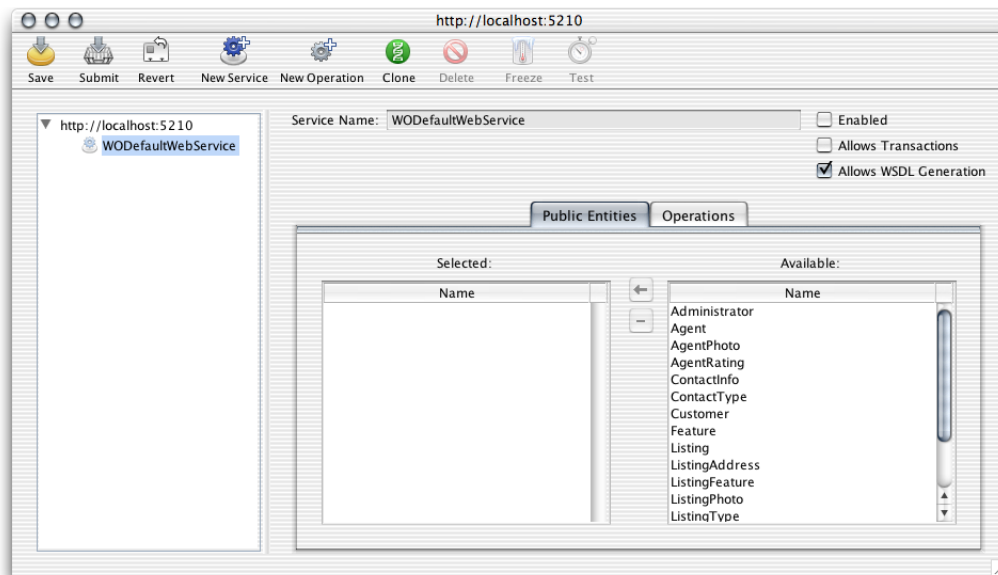 http://localhost:5210
Save Submit Revert New Service New Operation Clone Delete Freeze Test
http://localhost:5210
WODefaultWebService
Service Name: WODefaultWebService
Enabled
Allows Transactions
Allows WSDL Generation
Public Entities Operations
Selected: Available:
Name Name
Administrator
Agent
AgentPhoto
AgentRating
ContactInfo
ContactType
Customer
Feature
Listing
ListingAddress
ListingFeature
ListingPhoto
ListingType